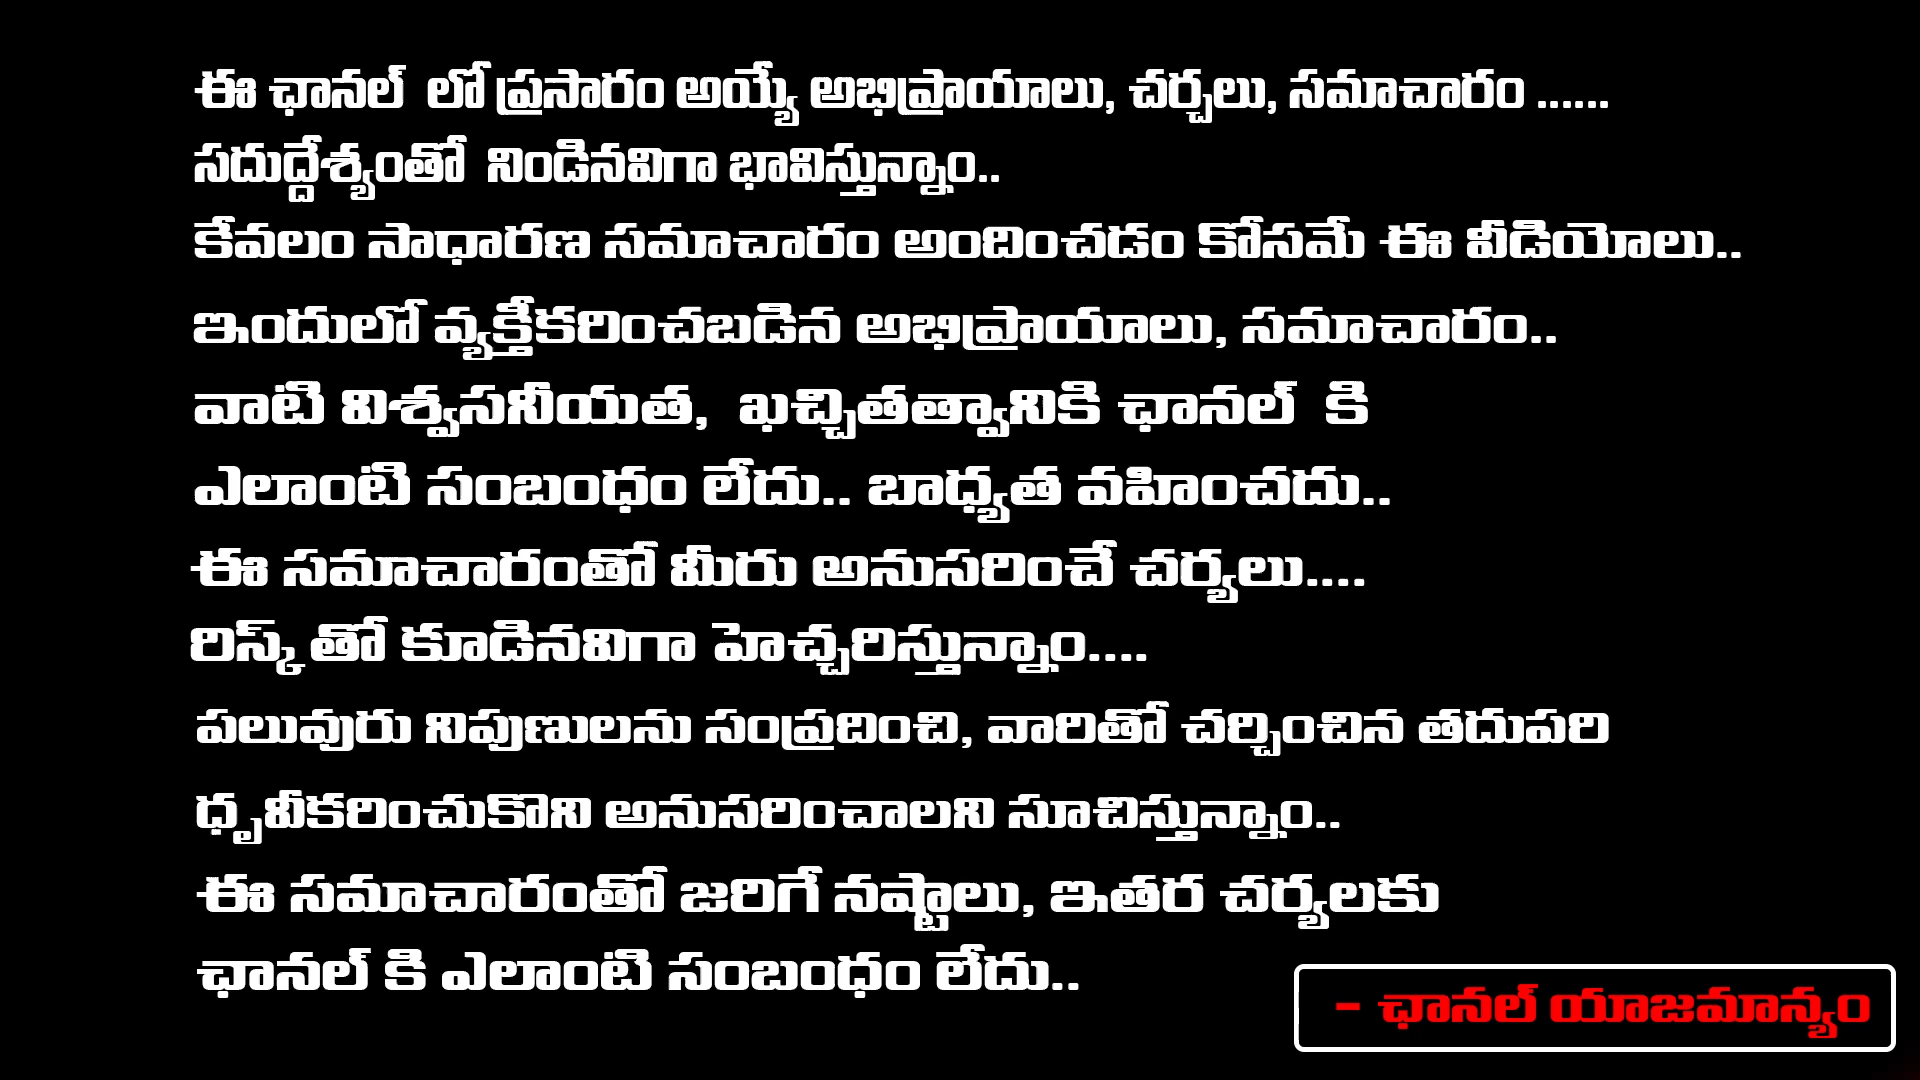 ఈ ఛానల్ లో ప్రసారం అయ్యే అభిప్రాయాలు, చర్చలు, సమాచారం ......
సదుద్దేశ్యంతో నిండినవిగా భావిస్తున్నాం..
కేవలం సాధారణ సమాచారం అందించడం కోసమే ఈ వీడియోలు..
ఇందులో వ్యక్తీకరించబడిన అభిప్రాయాలు, సమాచారం..
వాటి విశ్వసనీయత, ఖచ్చితత్వానికి ఛానల్ కి
ఎలాంటి సంబంధం లేదు.. బాధ్యత వహించదు..
ఈ సమాచారంతో మీరు అనుసరించే చర్యలు....
రిస్క్ తో కూడినవిగా హెచ్చరిస్తున్నాం....
పలువురు నిపుణులను సంప్రదించి, వారితో చర్చించిన తదుపరి
ధృవీకరించుకొని అనుసరించాలని సూచిస్తున్నాం..
ఈ సమాచారంతో జరిగే నష్టాలు, ఇతర చర్యలకు
ఛానల్ కి ఎలాంటి సంబంధం లేదు..
- ఛానల్ యాజమాన్యం